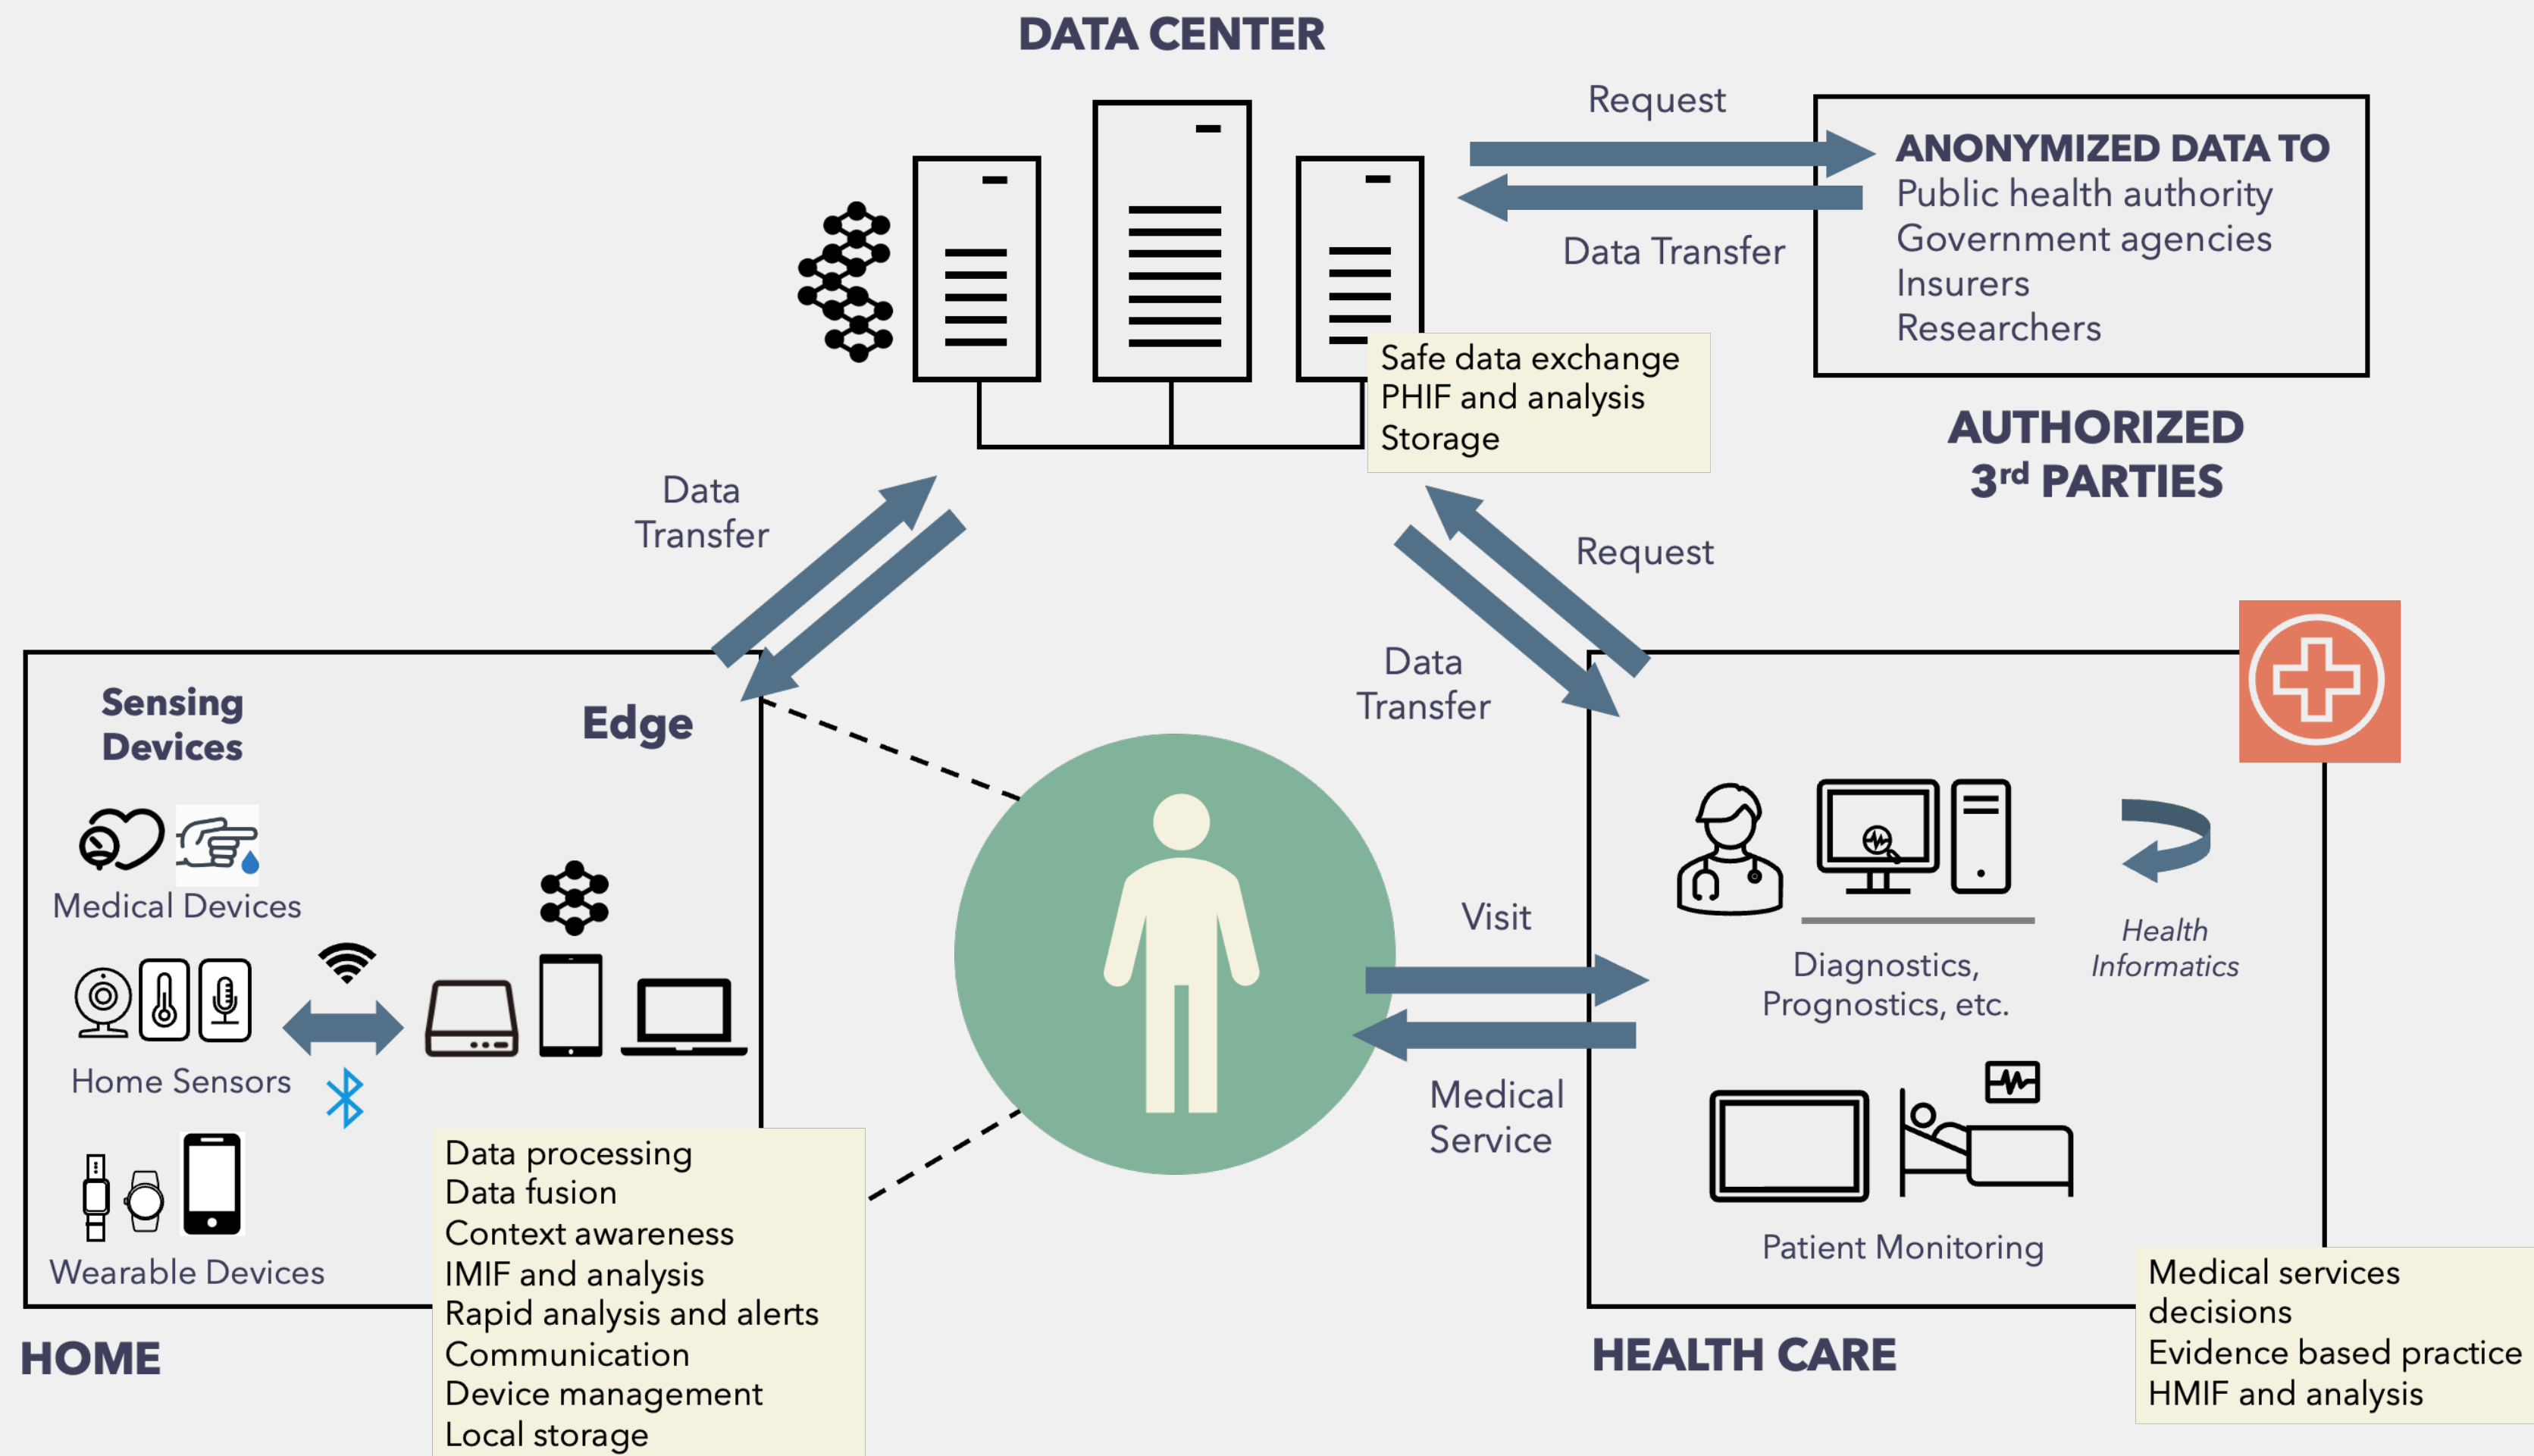 DATA CENTER
Request
Data Transfer
ANONYMIZED DATA TO
Public health authority
Government agencies
Insurers
Researchers
AUTHORIZED
3rd PARTIES
Safe data exchange
PHIF and analysis
Storage
Data
Transfer
Request
Data
Transfer
Sensing
Devices
Edge
Medical Devices
Home Sensors
Wearable Devices
Data processing
Data fusion
Context awareness
IMIF and analysis
Rapid analysis and alerts
Communication
Device management
Local storage
HOME
Visit
Medical
Service
Diagnostics,
Prognostics, etc.
Health
Informatics
Patient Monitoring
HEALTH CARE
Medical services
decisions
Evidence based practice
HMIF and analysis